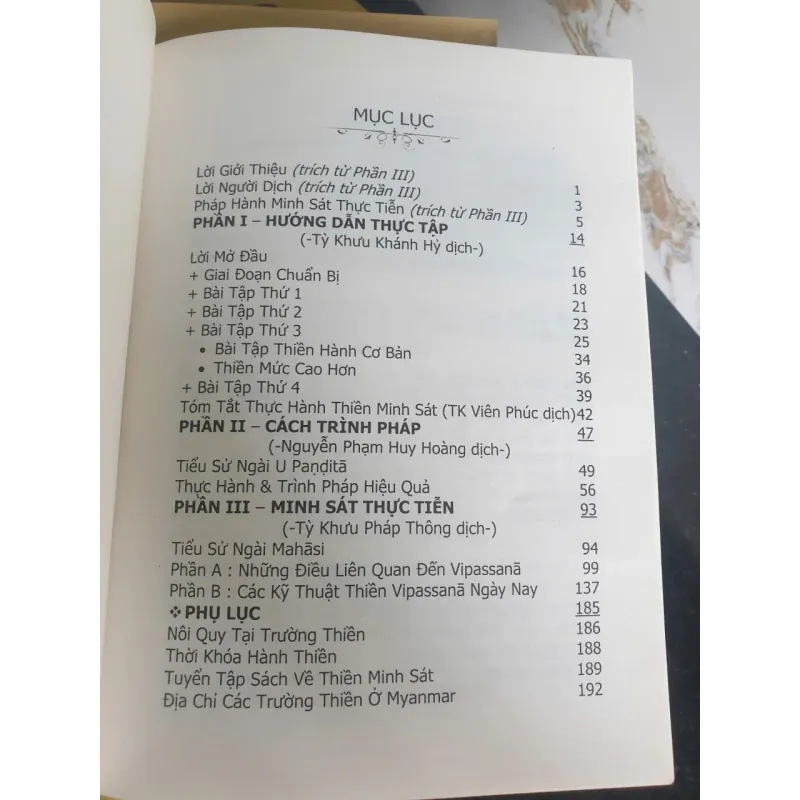 MỤC LỤC
Lời Giới Thiệu (trích từ Phần III) 1
Lời Người Dịch (trích từ Phần III) 3
Pháp Hành Minh Sát Thực Tiễn (trích từ Phần III) 5
PHẦN I – HƯỚNG DẪN THỰC TẬP 14
(-Tỳ Khưu Khánh Hỷ dịch-)
Lời Mở Đầu 16
+ Giai Đoạn Chuẩn Bị 18
+ Bài Tập Thứ 1 21
+ Bài Tập Thứ 2 23
+ Bài Tập Thứ 3 25
• Bài Tập Thiền Hành Cơ Bản 34
• Thiền Mức Cao Hơn 36
+ Bài Tập Thứ 4 39
Tóm Tắt Thực Hành Thiền Minh Sát (TK Viên Phúc dịch) 42
PHẦN II – CÁCH TRÌNH PHÁP 47
(-Nguyễn Phạm Huy Hoàng dịch-)
Tiểu Sử Ngài U Paṇḍitā 49
Thực Hành & Trình Pháp Hiệu Quả 56
PHẦN III – MINH SÁT THỰC TIỄN 93
(-Tỳ Khưu Pháp Thông dịch-)
Tiểu Sử Ngài Mahāsi 94
Phần A : Những Điều Liên Quan Đến Vipassanā 99
Phần B : Các Kỹ Thuật Thiền Vipassanā Ngày Nay 137
❖PHỤ LỤC 185
Nôi Quy Tại Trường Thiền 186
Thời Khóa Hành Thiền 188
Tuyển Tập Sách Về Thiền Minh Sát 189
Địa Chỉ Các Trường Thiền Ở Myanmar 192